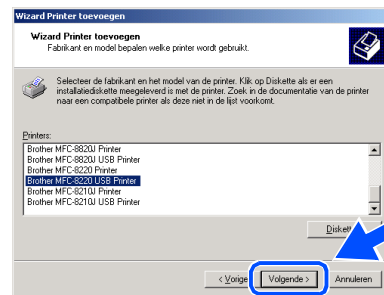 Wizard Printer toevoegen
Wizard Printer toevoegen
Fabrikant en model bepalen welke printer wordt gebruikt.
Selecteer de fabrikant en het model van de printer. Klik op Diskette als er een
installatiediskette meegeleverd is met de printer. Zoek in de documentatie van de printer
naar een compatibele printer als deze niet in de lijst voorkomt.
Printers:
Brother MFC-8820J Printer
Brother MFC-8820J USB Printer
Brother MFC-8220 Printer
Brother MFC-8220 USB Printer
Brother MFC-8210J Printer
Brother MFC-8210J USB Printer
< Vorige
Volgende >
Annuleren